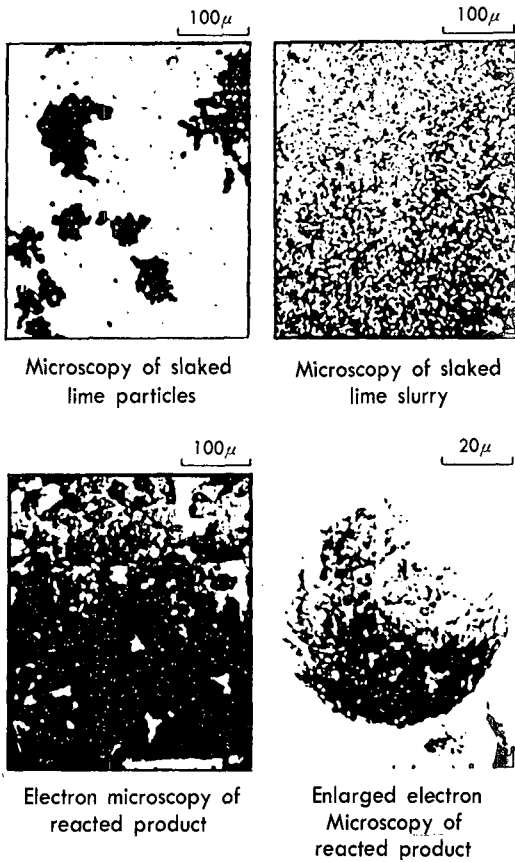 100μ
100μ
Microscopy of slaked
lime particles
Microscopy of slaked
lime slurry
100μ
20μ
Electron microscopy of
reacted product
Enlarged electron
Microscopy of
reacted product